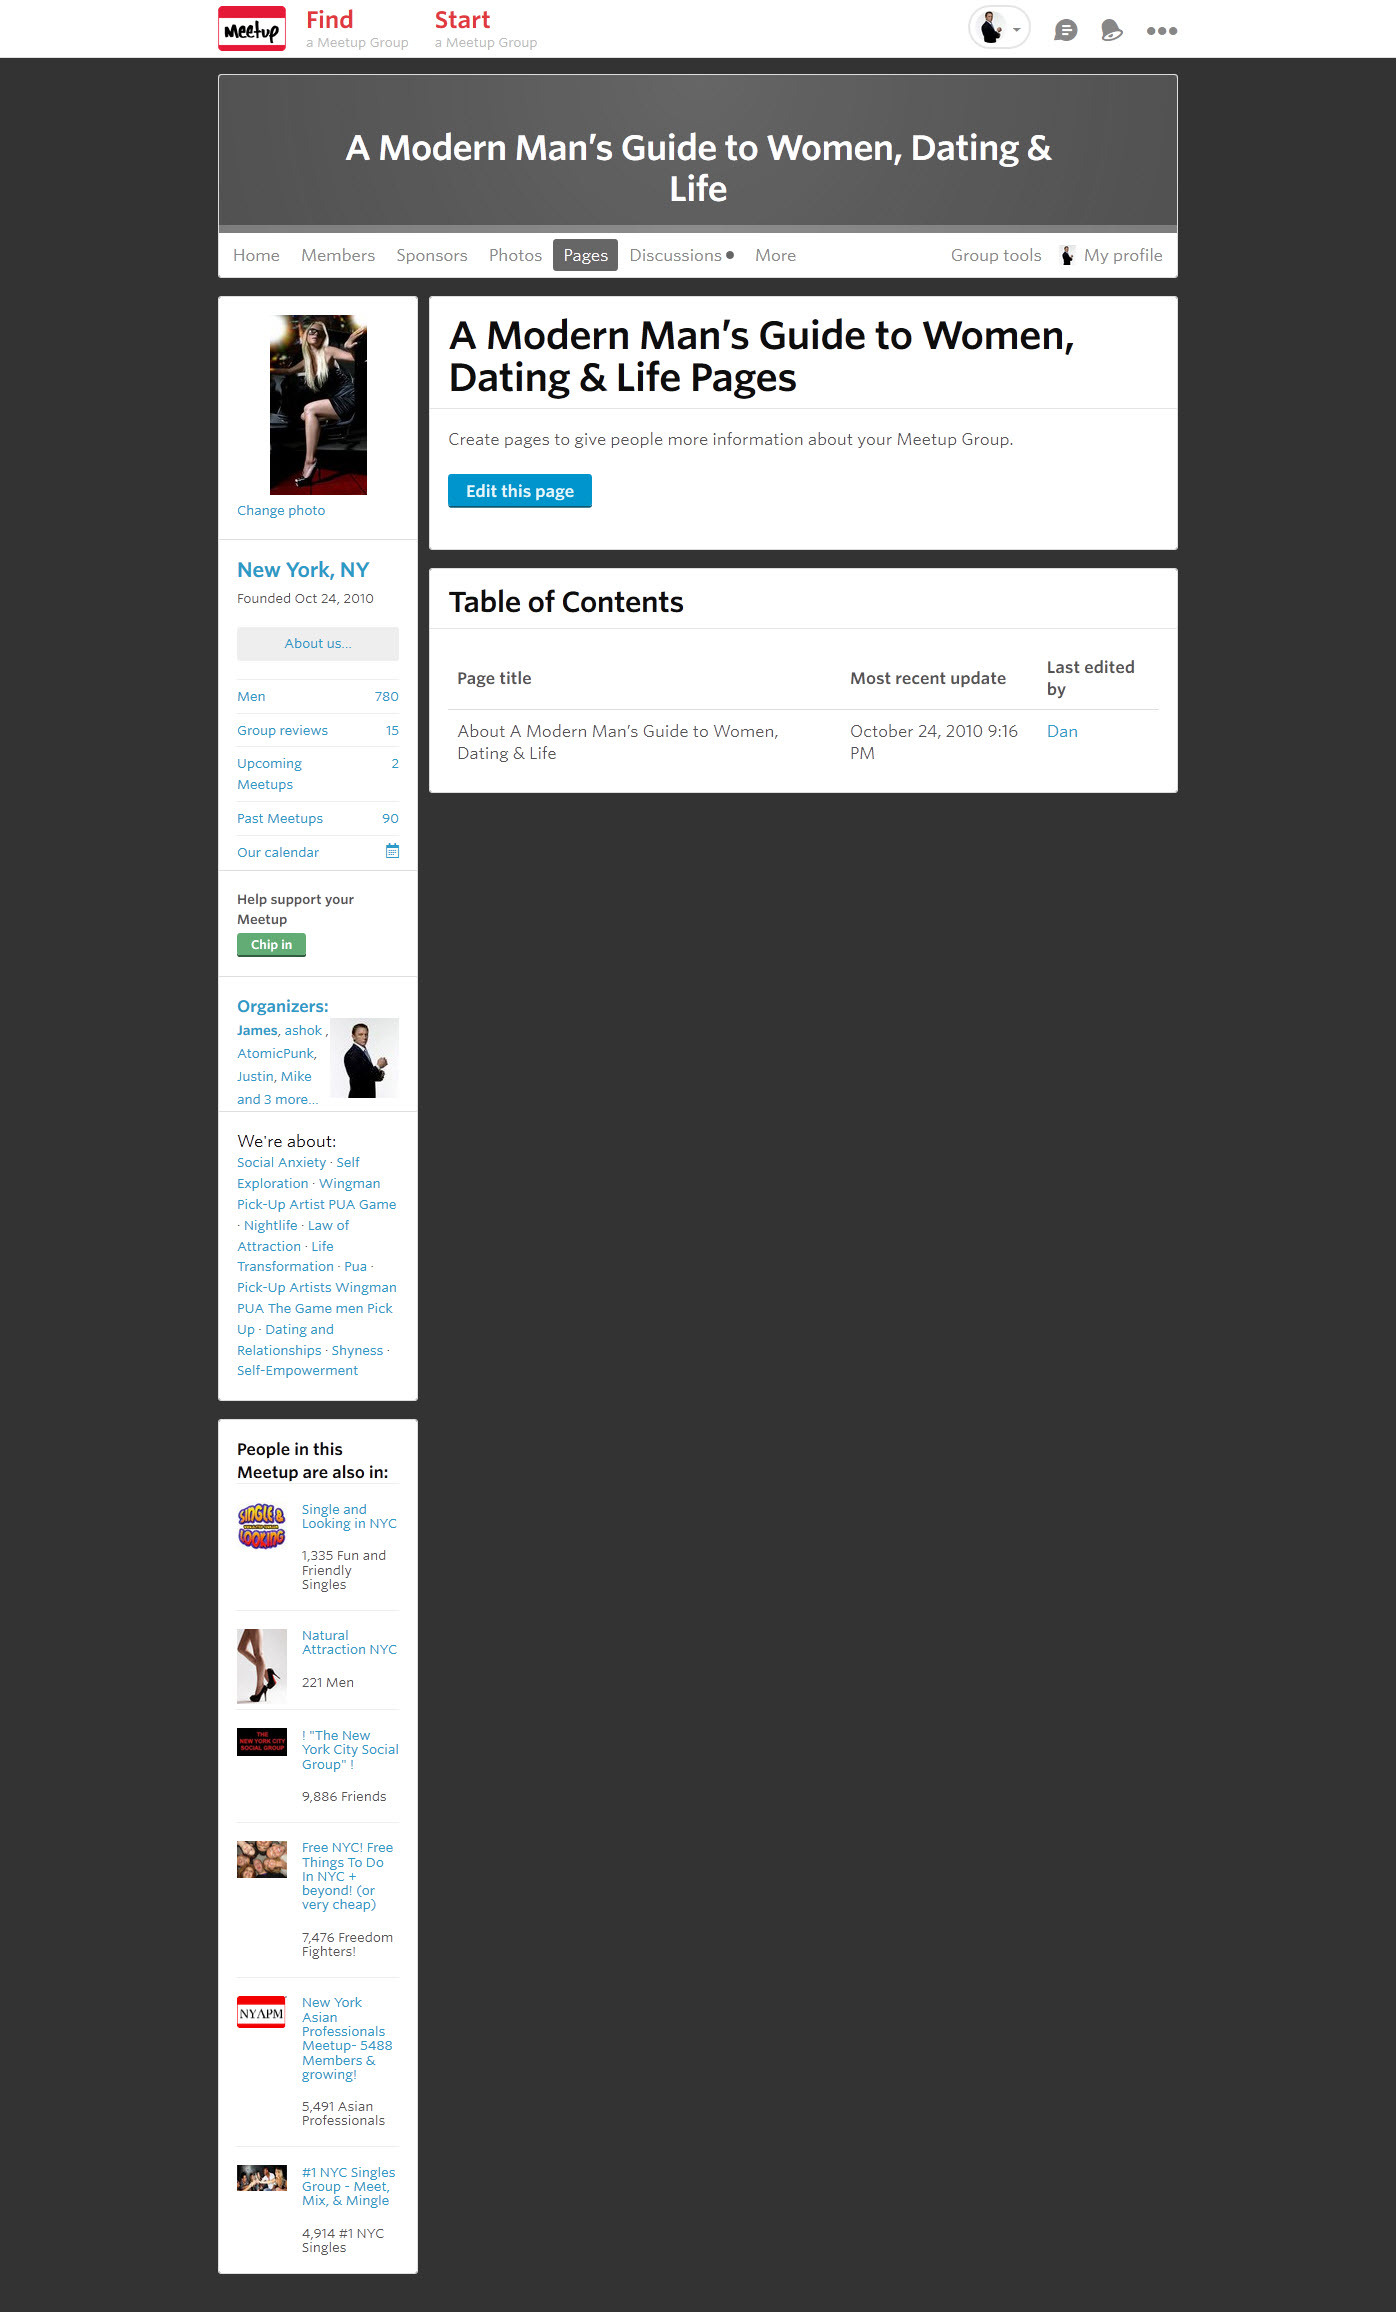 Meetup
Find
a Meetup Group
Start
a Meetup Group
A Modern Man's Guide to Women, Dating &
Life
Home Members Sponsors Photos Pages Discussions More Group tools My profile
Change photo
New York, NY
Founded Oct 24, 2010
About us...
Men 780
Group reviews 15
Upcoming 2
Meetups
Past Meetups 90
Our calendar
Help support your
Meetup
Chip in
Organizers:
James, ashok ,
AtomicPunk,
Justin, Mike
and 3 more...
We're about:
Social Anxiety · Self
Exploration · Wingman
Pick-Up Artist PUA Game
· Nightlife · Law of
Attraction · Life
Transformation · Pua ·
Pick-Up Artists Wingman
PUA The Game men Pick
Up · Dating and
Relationships · Shyness ·
Self-Empowerment
People in this
Meetup are also in:
SINGLE &
LOOKING
Single and
Looking in NYC
1,335 Fun and
Friendly
Singles
Natural
Attraction NYC
221 Men
THE
NEW YORK CITY
SOCIAL GROUP
! "The New
York City Social
Group" !
9,886 Friends
Free NYC! Free
Things To Do
In NYC +
beyond! (or
very cheap)
7,476 Freedom
Fighters!
NYAPM
New York
Asian
Professionals
Meetup- 5488
Members &
growing!
5,491 Asian
Professionals
#1 NYC Singles
Group - Meet,
Mix, & Mingle
4,914 #1 NYC
Singles
A Modern Man's Guide to Women,
Dating & Life Pages
Create pages to give people more information about your Meetup Group.
Edit this page
Table of Contents
Page title Most recent update Last edited
by
About A Modern Man's Guide to Women, October 24, 2010 9:16 Dan
Dating & Life PM